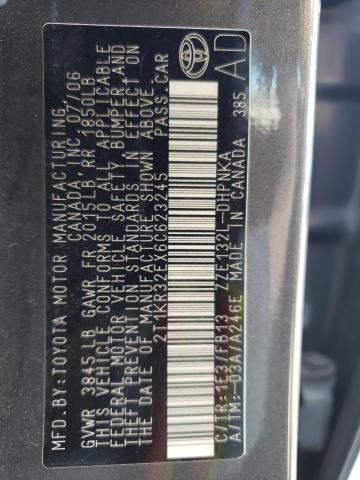 MFD.BY:TOYOTA MOTOR MANUFACTURING
CANADA,INC. 07/06
GVWR 3845LB GAWR FR 2015LB,RR 1850LB
THIS VEHICLE CONFORMS TO ALL APPLICABLE
FEDERAL MOTOR VEHICLE SAFETY, BUMPER,AND
THEFT PREVENTION STANDARDS IN EFFECT ON
THE DATE OF MANUFACTURE SHOWN ABOVE.
2T1KR32EX6C623245 PASS.CAR
C/TR:1E3/FB13 ZZE132L-DHPNKA
A/TM:-03A/A246E MADE IN CANADA 385
AD